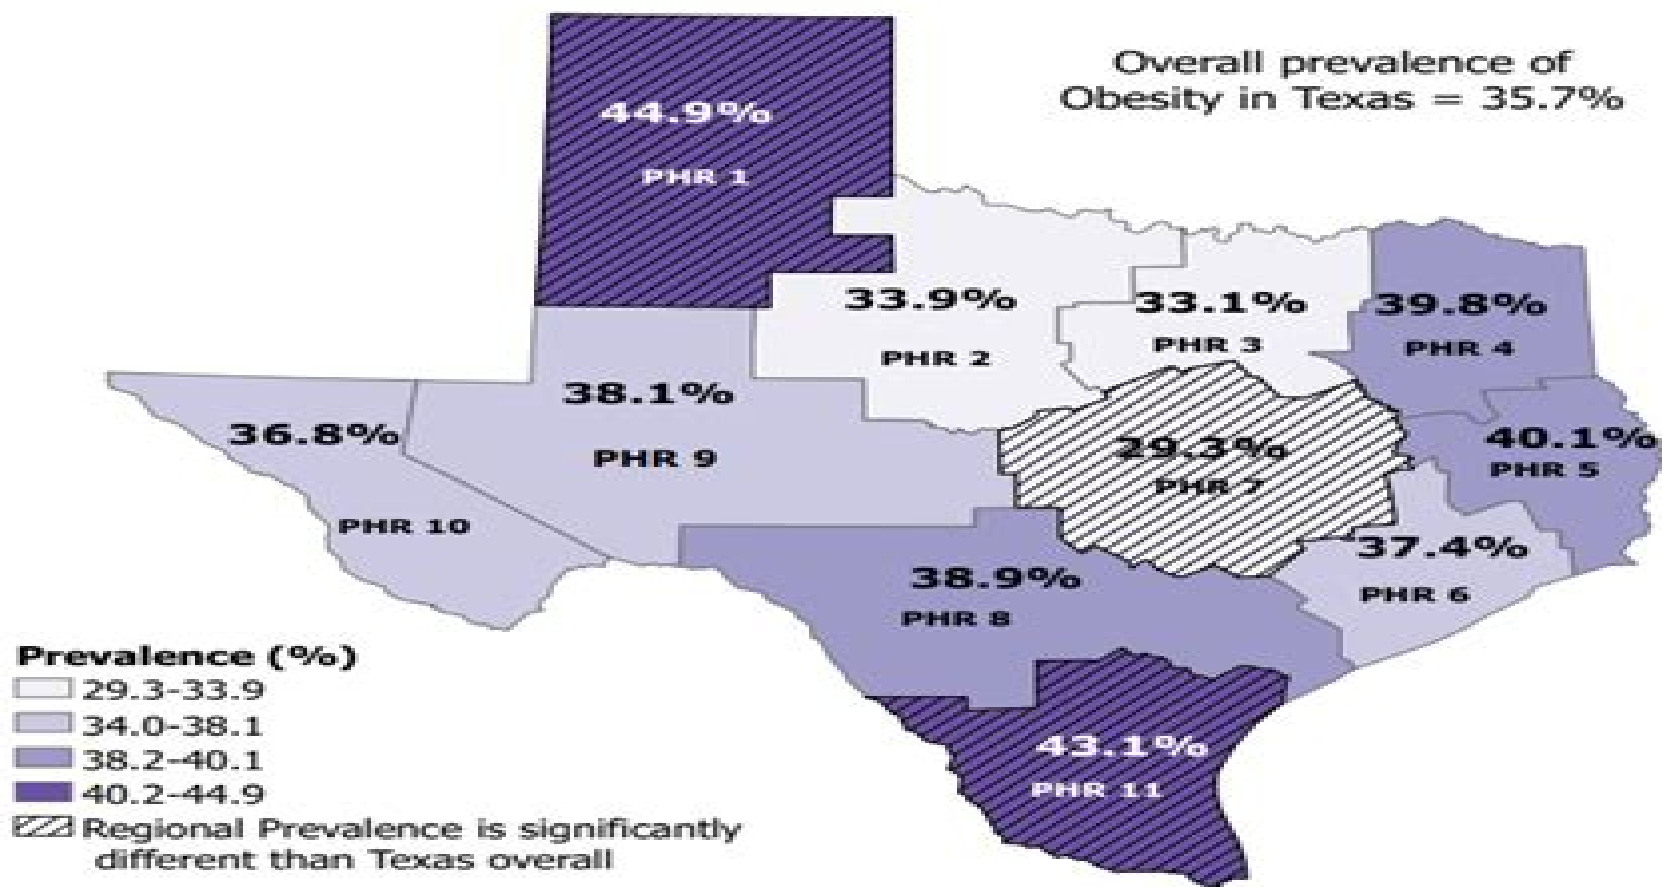 Overall prevalence of
Obesity in Texas = 35.7%
44.9%
PHR 1
33.9%
PHR 2
33.1%
PHR 3
39.8%
PHR 4
38.1%
PHR 9
36.8%
PHR 10
29.3%
PHR 7
40.1%
PHR 5
37.4%
PHR 6
38.9%
PHR 8
43.1%
PHR 11
Prevalence (%)
29.3-33.9
34.0-38.1
38.2-40.1
40.2-44.9
Regional Prevalence is significantly
different than Texas overall